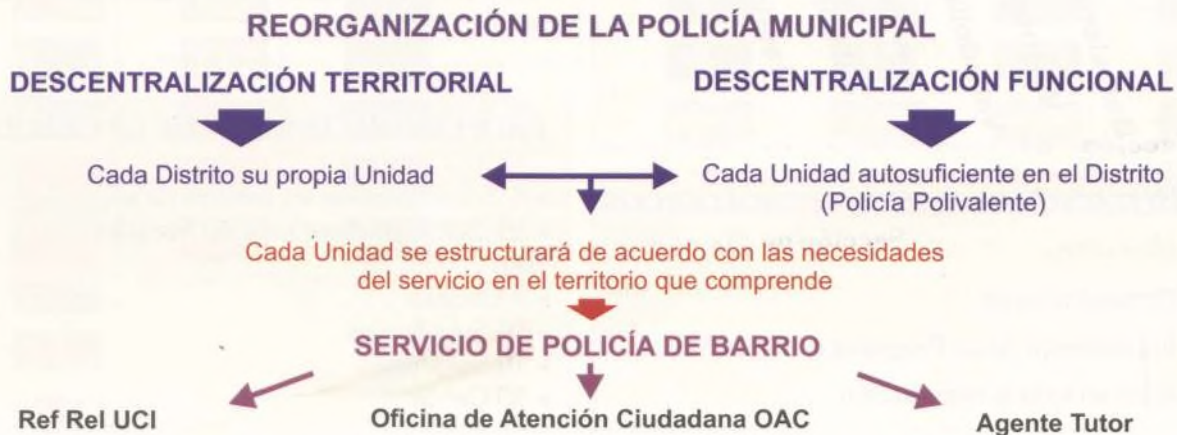 REORGANIZACIÓN DE LA POLICÍA MUNICIPAL
DESCENTRALIZACIÓN TERRITORIAL
DESCENTRALIZACIÓN FUNCIONAL
Cada Distrito su propia Unidad
Cada Unidad autosuficiente en el Distrito
(Policía Polivalente)
Cada Unidad se estructurará de acuerdo con las necesidades
del servicio en el territorio que comprende
SERVICIO DE POLICÍA DE BARRIO
Ref Rel UCI
Oficina de Atención Ciudadana OAC
Agente Tutor